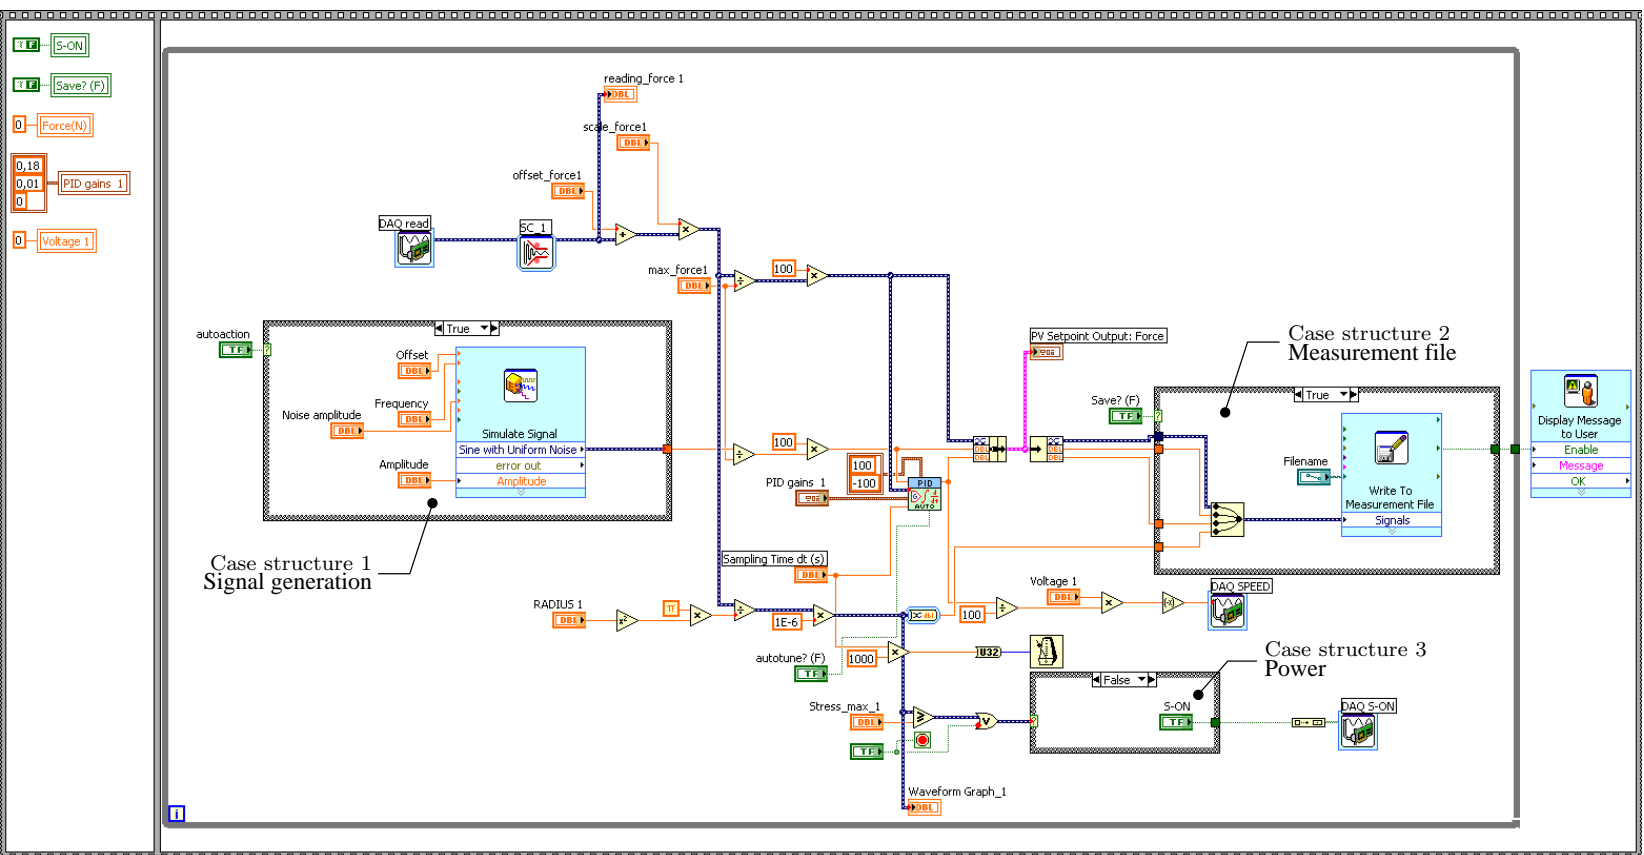 S-ON
Save? (F)
0
Force(N)
0,18
0,01
0
PID gains 1
0
Voltage 1
reading_force 1
DBL
scale_force1
DBL
offset_force1
DBL
DAQ read
SC_1
max_force1
DBL
100
autoaction
TF
True
Offset
DBL
Frequency
DBL
Noise amplitude
DBL
Amplitude
DBL
Simulate Signal
Sine with Uniform Noise
error out
Amplitude
Case structure 1
Signal generation
100
100
-100
PID gains 1
PID
AUTO
PV Setpoint Output: Force
Case structure 2
Measurement file
Save? (F)
TF
True
Filename
Write To
Measurement File
Signals
Display Message
to User
Enable
Message
OK
Sampling Time dt (s)
DBL
RADIUS 1
DBL
x²
π
1E-6
100
Voltage 1
DBL
DAQ SPEED
1000
U32
autotune? (F)
TF
Case structure 3
Power
False
S-ON
TF
DAQ S-ON
Stress_max_1
DBL
TF
Waveform Graph_1
DBL
i